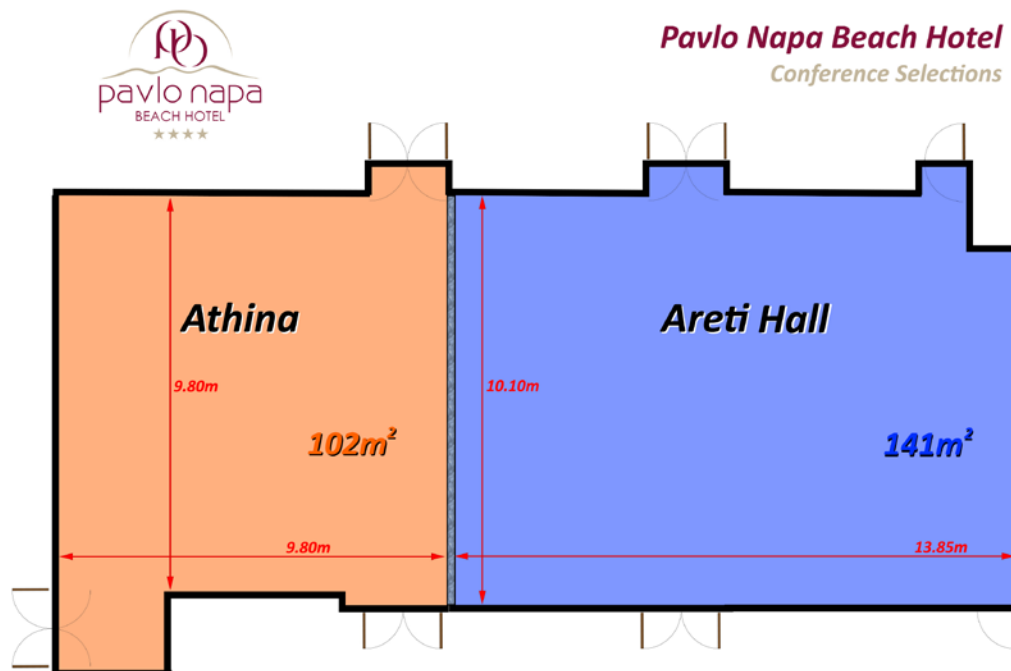 pavlo napa
BEACH HOTEL
Pavlo Napa Beach Hotel
Conference Selections
Athina
Areti Hall
9.80m
10.10m
102m²
141m²
9.80m
13.85m